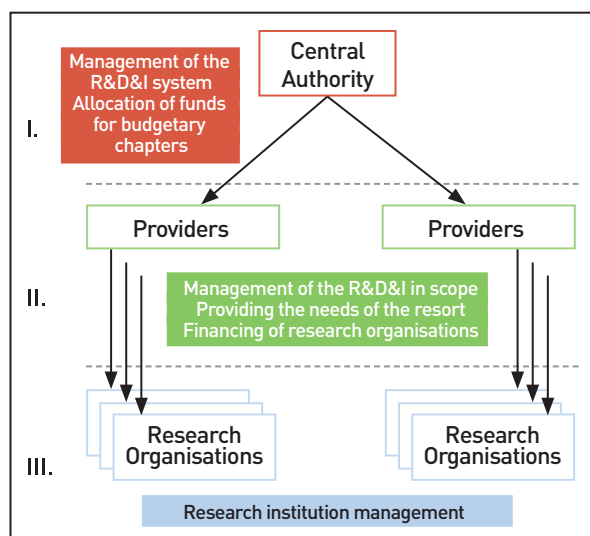 Management of the
R&D&I system
Allocation of funds
for budgetary
chapters
Central
Authority
I.
Providers
Providers
II.
Management of the R&D&I in scope
Providing the needs of the resort
Financing of research organisations
III.
Research
Organisations
Research
Organisations
Research institution management